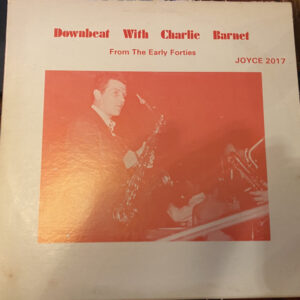 Downbeat With Charlie Barnet
From The Early Forties
JOYCE 2017